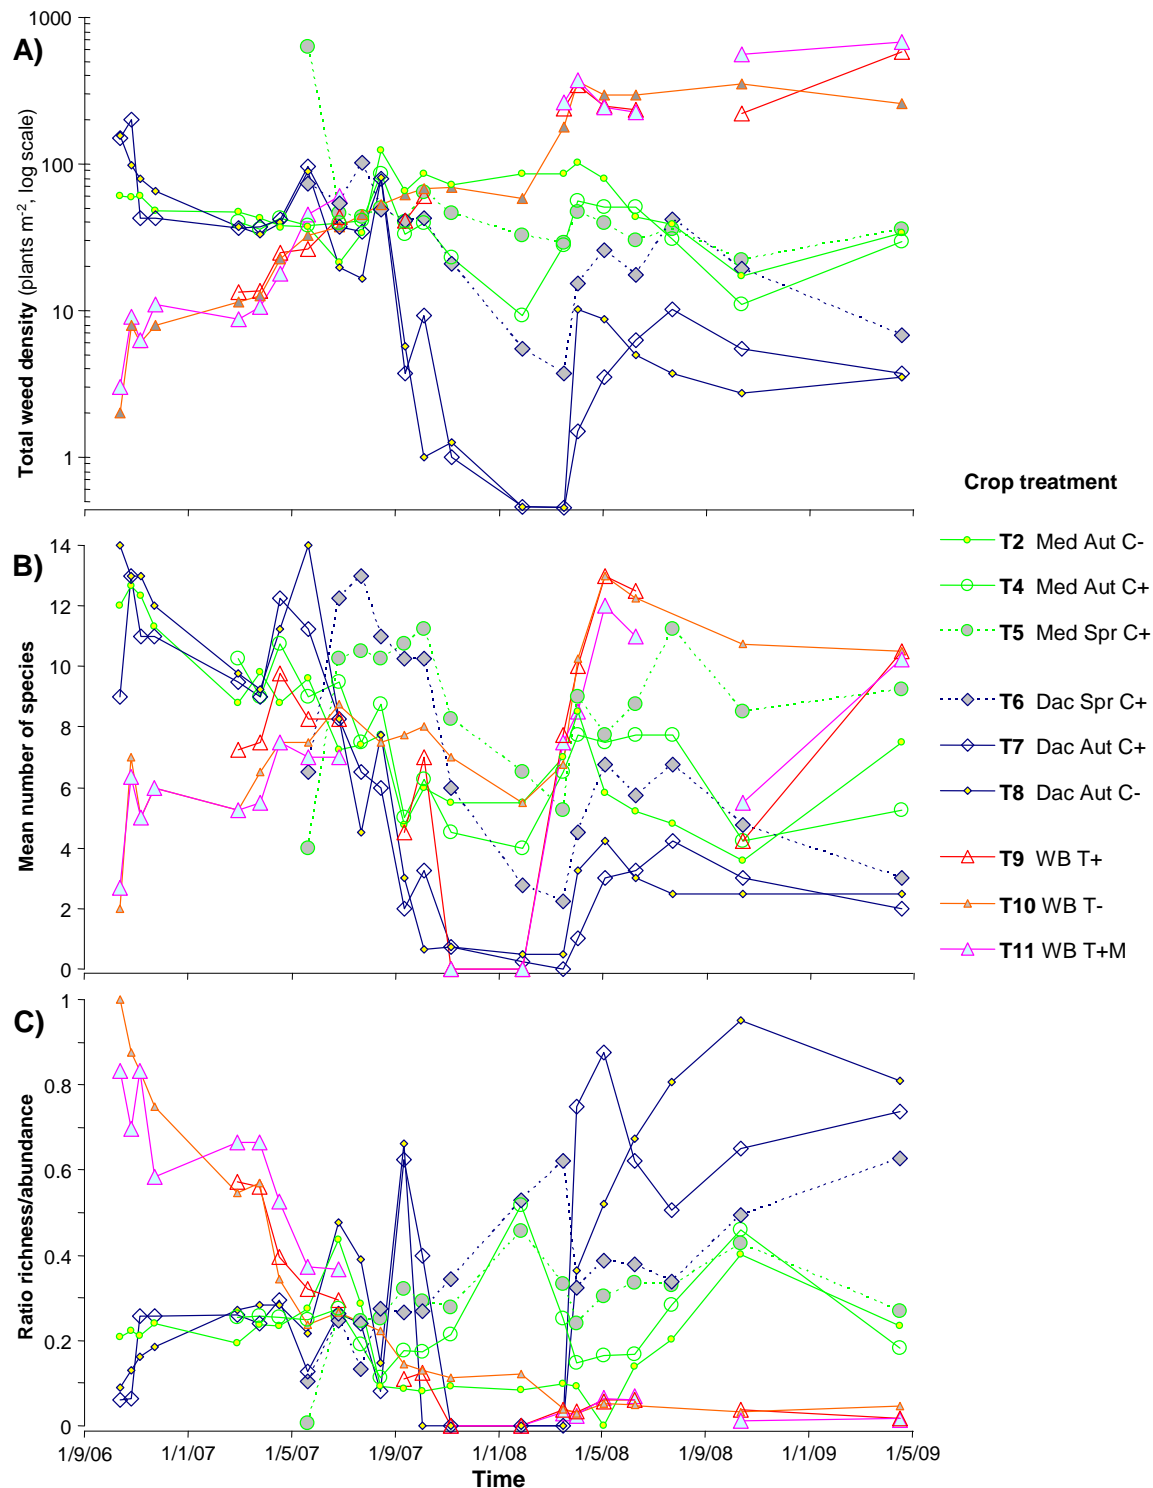 A)
Total weed density (plants m⁻², log scale)
1000
100
10
1
B)
Mean number of species
14
12
10
8
6
4
2
0
C)
Ratio richness/abundance
1
0.8
0.6
0.4
0.2
0
1/9/06 1/1/07 1/5/07 1/9/07 1/1/08 1/5/08 1/9/08 1/1/09 1/5/09
Time
Crop treatment
T2 Med Aut C-
T4 Med Aut C+
T5 Med Spr C+
T6 Dac Spr C+
T7 Dac Aut C+
T8 Dac Aut C-
T9 WB T+
T10 WB T-
T11 WB T+M